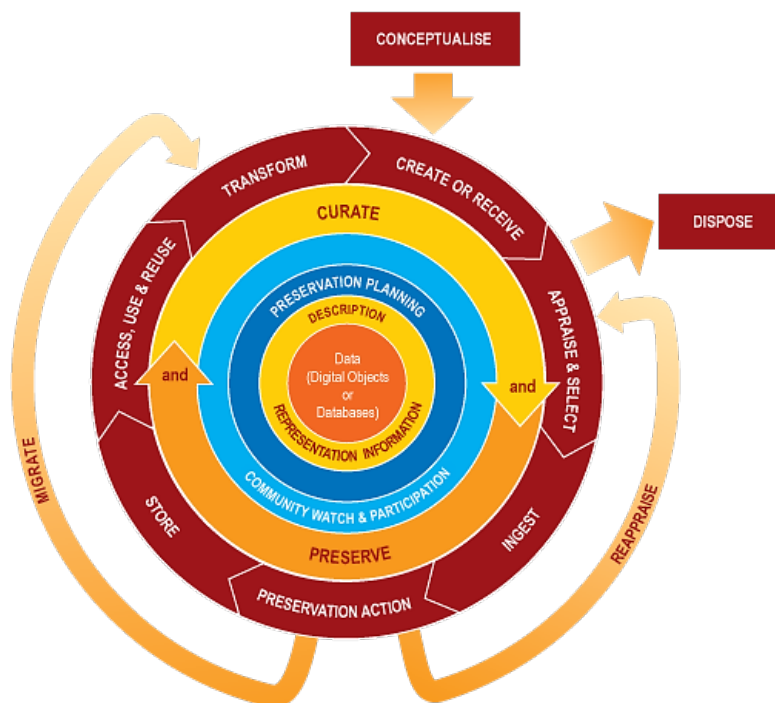 CONCEPTUALISE
TRANSFORM
CREATE OR RECEIVE
DISPOSE
CURATE
ACCESS, USE & REUSE
APPRAISE & SELECT
PRESERVATION PLANNING
DESCRIPTION
Data
(Digital Objects
or
Databases)
and
and
REPRESENTATION INFORMATION
COMMUNITY WATCH & PARTICIPATION
MIGRATE
STORE
INGEST
REAPPRAISE
PRESERVE
PRESERVATION ACTION